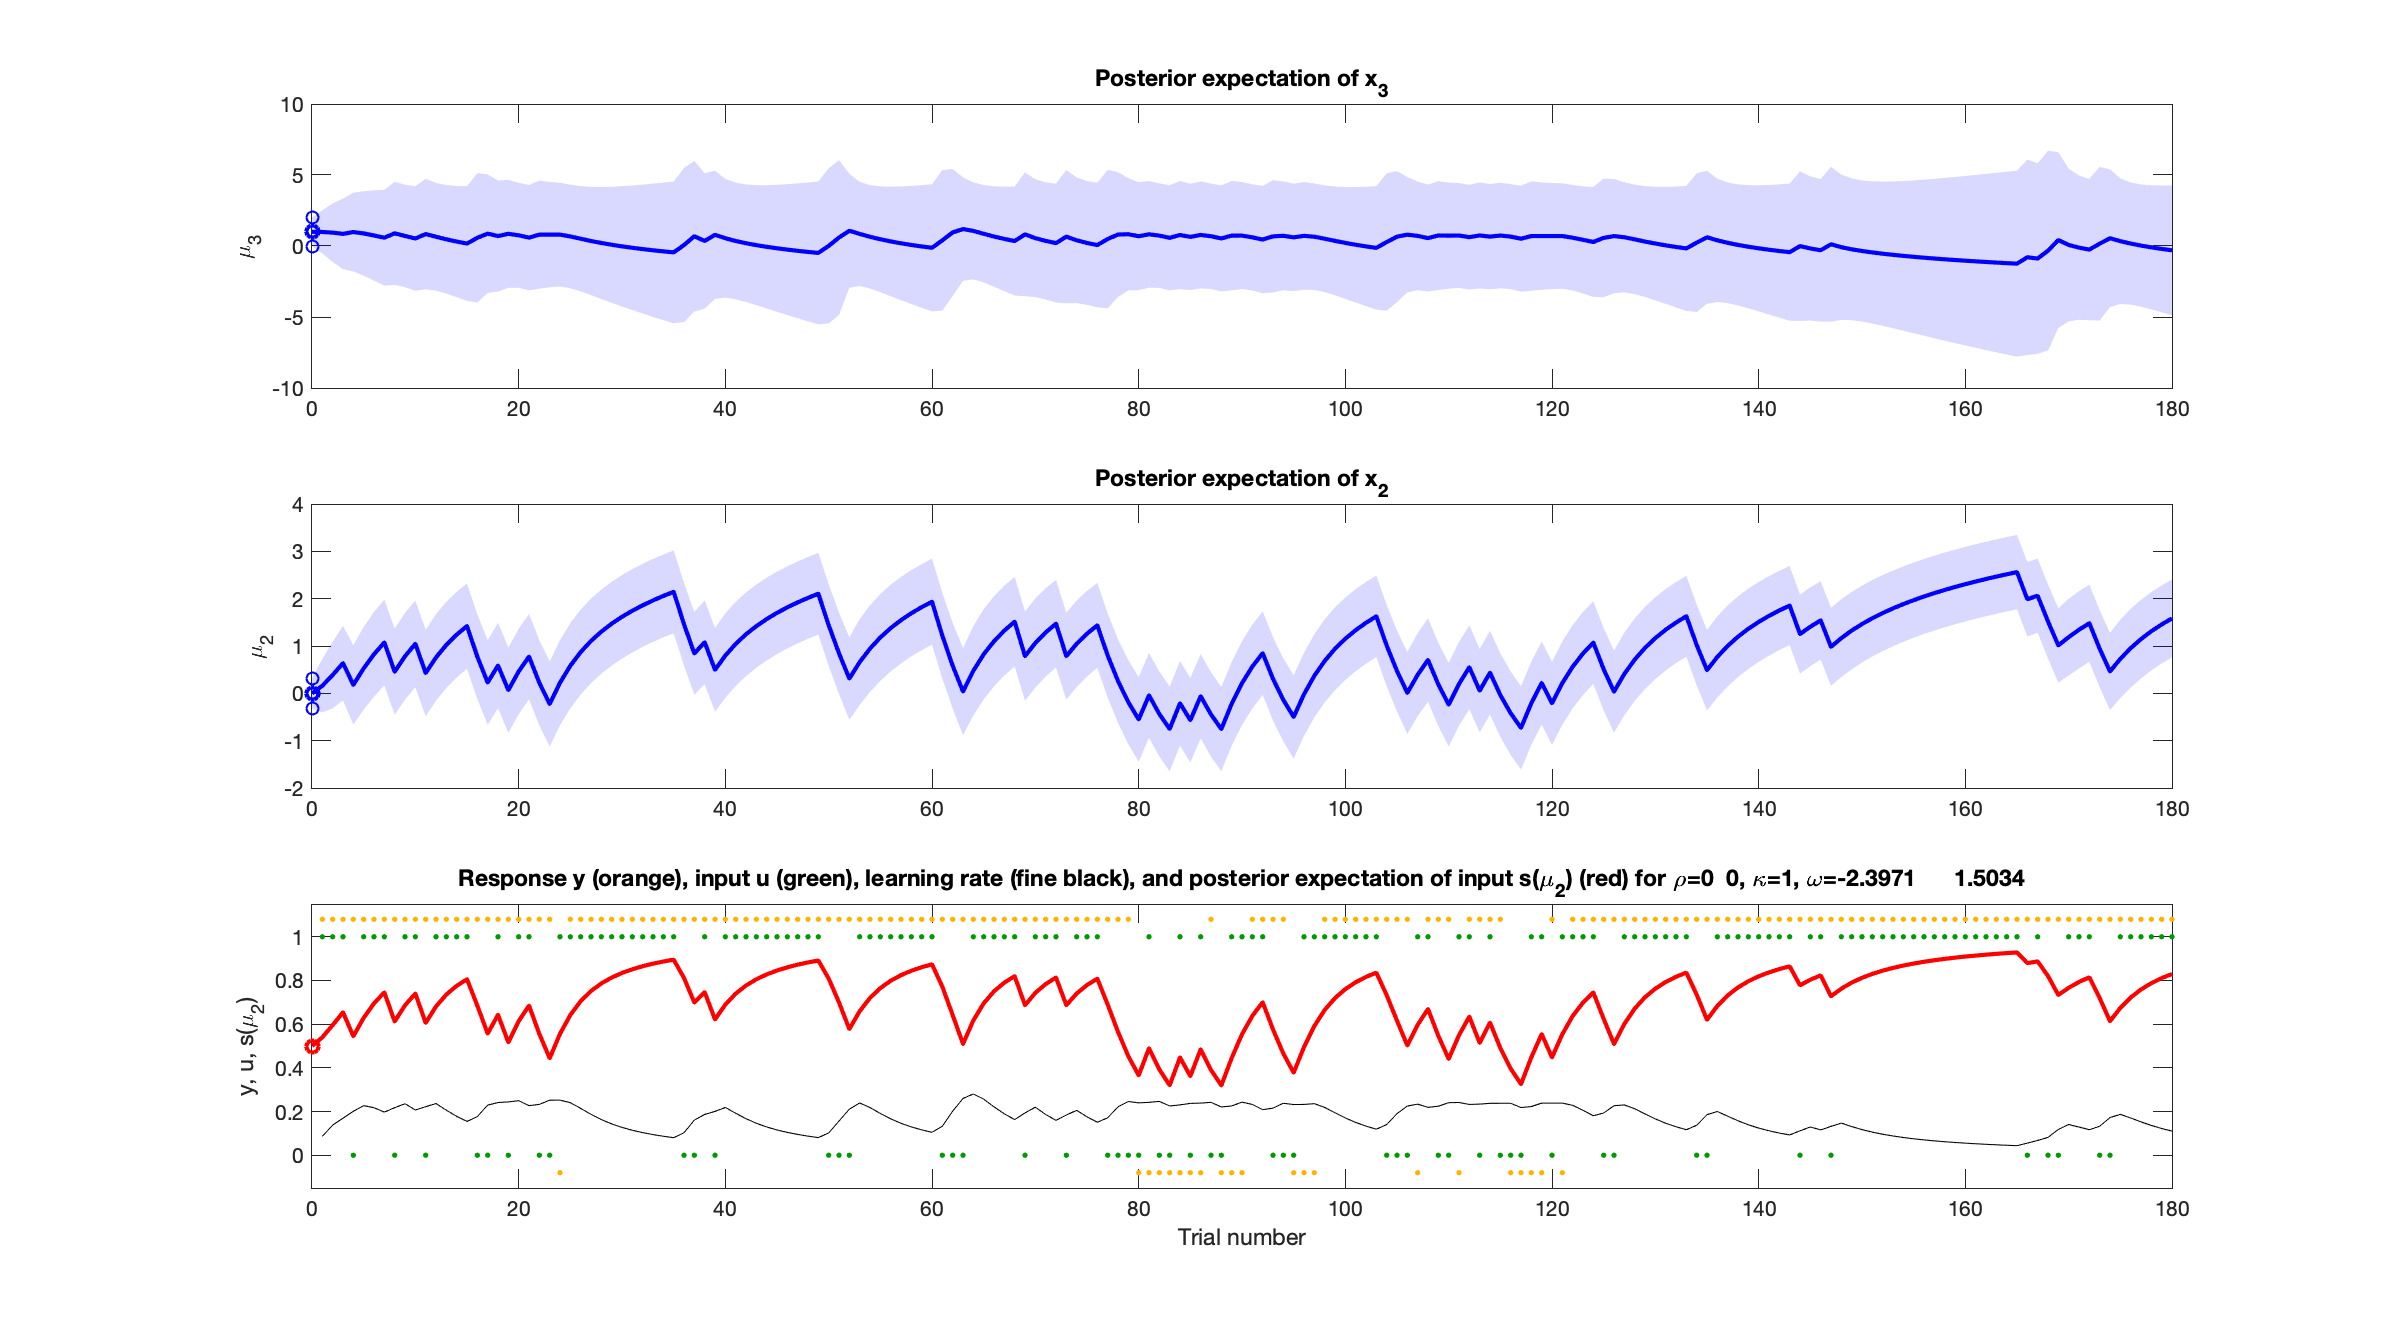 Posterior expectation of x3
10
5
0
-5
-10
μ3
0 20 40 60 80 100 120 140 160 180
Posterior expectation of x2
4
3
2
1
0
-1
-2
μ2
0 20 40 60 80 100 120 140 160 180
Response y (orange), input u (green), learning rate (fine black), and posterior expectation of input s(μ2) (red) for ρ=0 0, κ=1, ω=-2.3971 1.5034
1
0.8
0.6
0.4
0.2
0
y, u, s(μ2)
0 20 40 60 80 100 120 140 160 180
Trial number